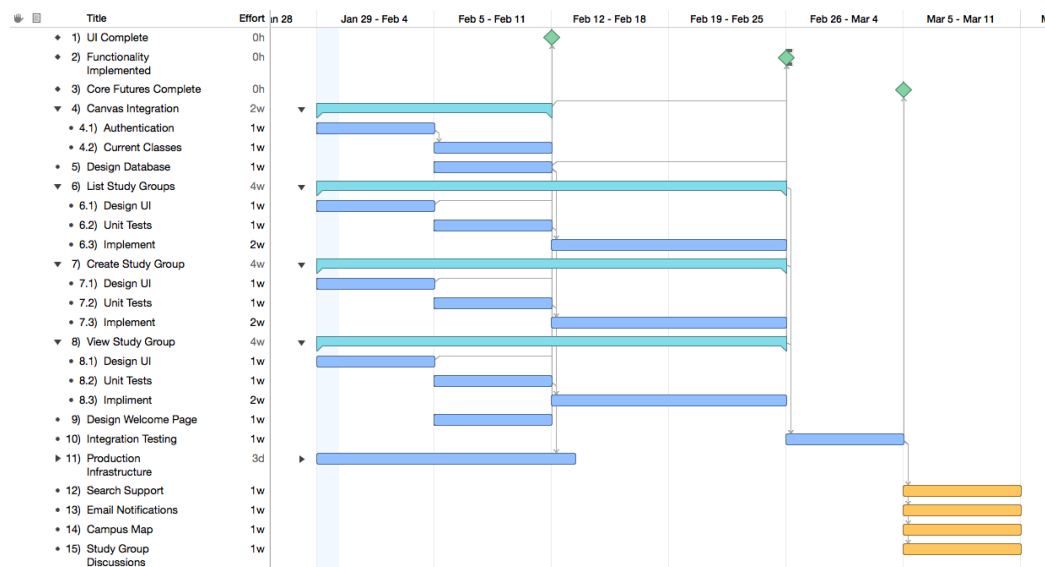 Title Effort an 28 Jan 29 - Feb 4 Feb 5 - Feb 11 Feb 12 - Feb 18 Feb 19 - Feb 25 Feb 26 - Mar 4 Mar 5 - Mar 11
1) UI Complete 0h
2) Functionality 0h
Implemented
3) Core Futures Complete 0h
4) Canvas Integration 2w
4.1) Authentication 1w
4.2) Current Classes 1w
5) Design Database 1w
6) List Study Groups 4w
6.1) Design UI 1w
6.2) Unit Tests 1w
6.3) Implement 2w
7) Create Study Group 4w
7.1) Design UI 1w
7.2) Unit Tests 1w
7.3) Implement 2w
8) View Study Group 4w
8.1) Design UI 1w
8.2) Unit Tests 1w
8.3) Impliment 2w
9) Design Welcome Page 1w
10) Integration Testing 1w
11) Production 3d
Infrastructure
12) Search Support 1w
13) Email Notifications 1w
14) Campus Map 1w
15) Study Group 1w
Discussions